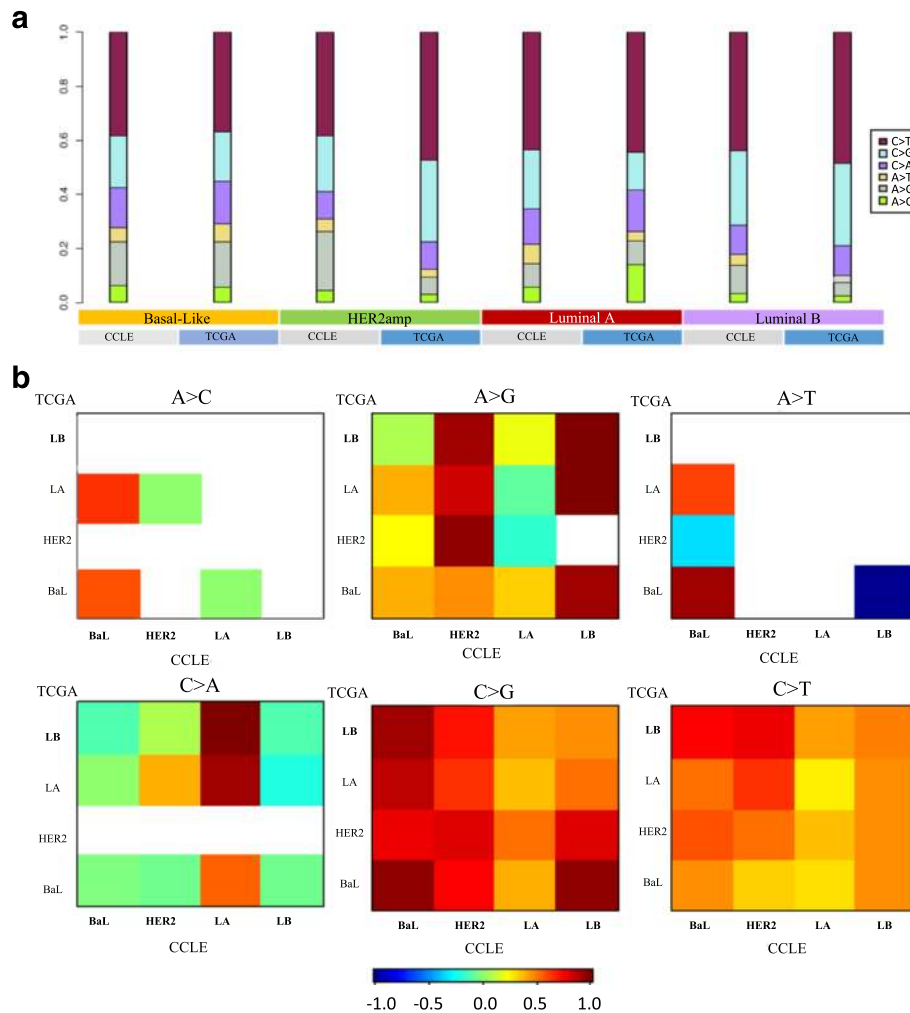 a
1.0
0.8
0.6
0.4
0.2
0.0
C>T
C>G
C>A
A>T
Basal-Like HER2amp Luminal A Luminal B
CCLE TCGA CCLE TCGA CCLE TCGA CCLE TCGA
b
TCGA A>C
LB
LA
HER2
BaL
BaL HER2 LA LB
CCLE
TCGA A>G
LB
LA
HER2
BaL
BaL HER2 LA LB
CCLE
TCGA A>T
LB
LA
HER2
BaL
BaL HER2 LA LB
CCLE
TCGA C>A
LB
LA
HER2
BaL
BaL HER2 LA LB
CCLE
TCGA C>G
LB
LA
HER2
BaL
BaL HER2 LA LB
CCLE
TCGA C>T
LB
LA
HER2
BaL
BaL HER2 LA LB
CCLE
-1.0 -0.5 0.0 0.5 1.0